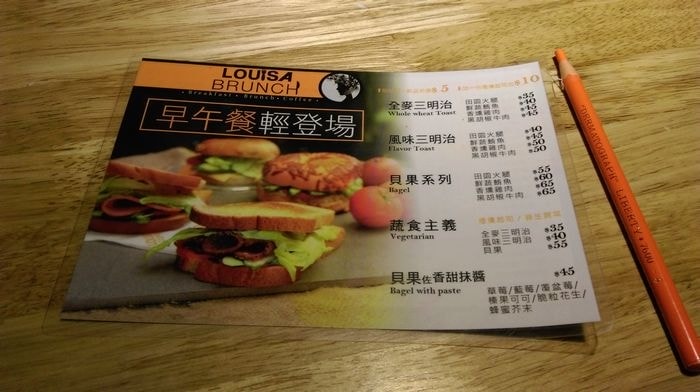 LOUISA
BRUNCH
• Breakfast • Brunch • Coffee •
早午餐輕登場
$ 5
$ 10
全麥三明治
Whole wheat Toast
田園火腿 $35
鮮蔬鮪魚 $40
香燻雞肉 $45
黑胡椒牛肉 $45
風味三明治
Flavor Toast
田園火腿 $40
鮮蔬鮪魚 $45
香燻雞肉 $50
黑胡椒牛肉 $50
貝果系列
Bagel
田園火腿 $55
鮮蔬鮪魚 $60
香燻雞肉 $65
黑胡椒牛肉 $65
蔬食主義
Vegetarian
全麥三明治 $35
風味三明治 $40
貝果 $55
貝果佐香甜抹醬 $45
Bagel with paste
草莓/藍莓/覆盆莓/
榛果可可/脆粒花生/
蜂蜜芥末
"DERMATOGRAPH" LIBERTY • 7600